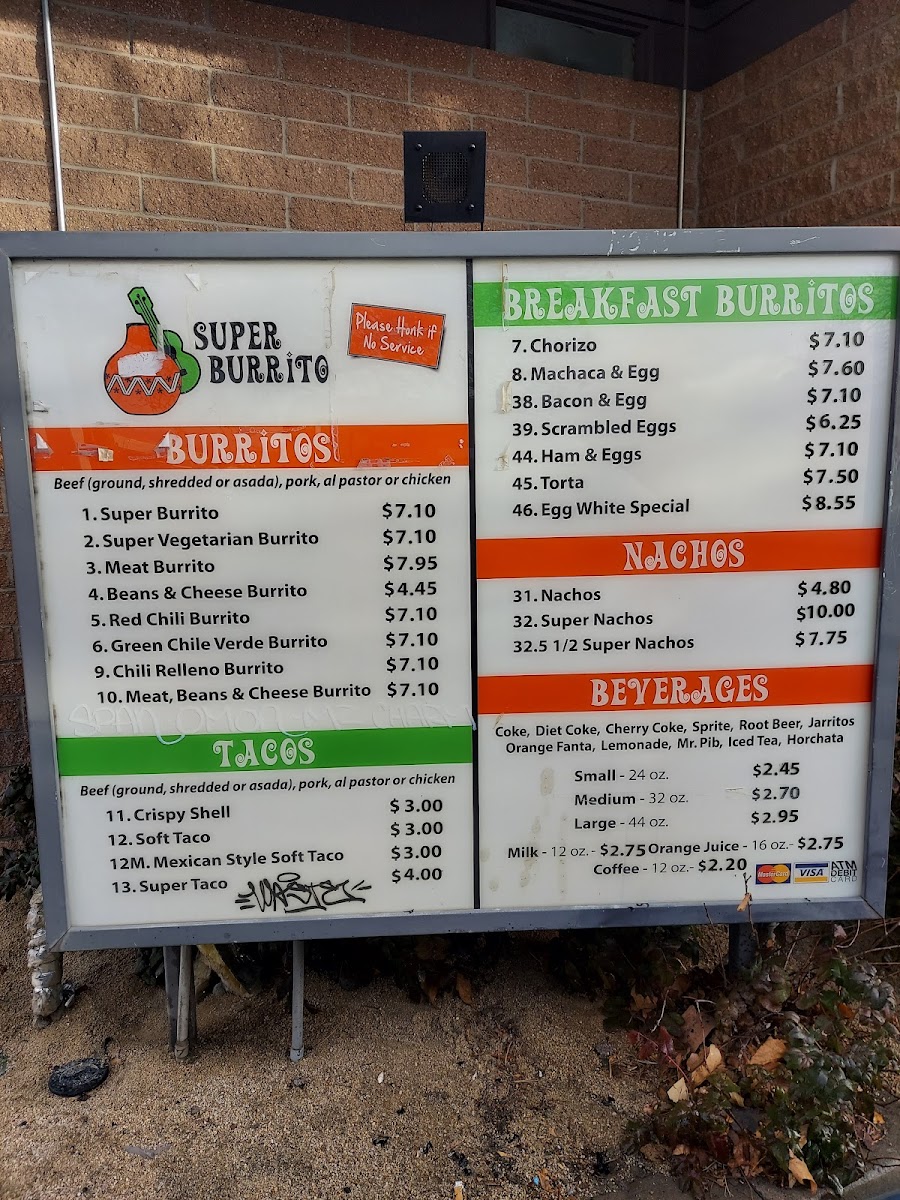 SUPER
BURRITO
Please Honk if
No Service
BURRITOS
Beef (ground, shredded or asada), pork, al pastor or chicken
1. Super Burrito $7.10
2. Super Vegetarian Burrito $7.10
3. Meat Burrito $7.95
4. Beans & Cheese Burrito $4.45
5. Red Chili Burrito $7.10
6. Green Chile Verde Burrito $7.10
9. Chili Relleno Burrito $7.10
10. Meat, Beans & Cheese Burrito $7.10
TACOS
Beef (ground, shredded or asada), pork, al pastor or chicken
11. Crispy Shell $3.00
12. Soft Taco $3.00
12M. Mexican Style Soft Taco $3.00
13. Super Taco $4.00
BREAKFAST BURRITOS
7. Chorizo $7.10
8. Machaca & Egg $7.60
38. Bacon & Egg $7.10
39. Scrambled Eggs $6.25
44. Ham & Eggs $7.10
45. Torta $7.50
46. Egg White Special $8.55
NACHOS
31. Nachos $4.80
32. Super Nachos $10.00
32.5 1/2 Super Nachos $7.75
BEVERAGES
Coke, Diet Coke, Cherry Coke, Sprite, Root Beer, Jarritos
Orange Fanta, Lemonade, Mr. Pib, Iced Tea, Horchata
Small - 24 oz. $2.45
Medium - 32 oz. $2.70
Large - 44 oz. $2.95
Milk - 12 oz.- $2.75 Orange Juice - 16 oz.- $2.75
Coffee - 12 oz.- $2.20 MasterCard VISA ATM
DEBIT
CARD